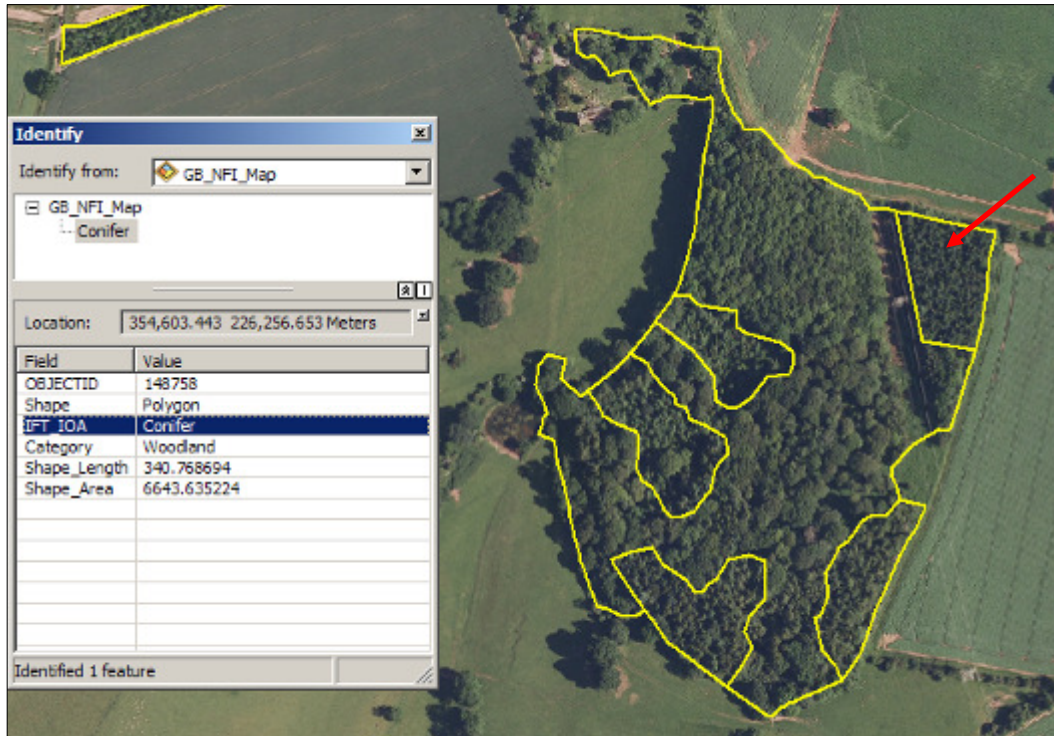 Identify
Identify from: GB_NFI_Map
GB_NFI_Map
Conifer
Location: 354,603.443 226,256.653 Meters
Field Value
OBJECTID 148758
Shape Polygon
IFT_IOA Conifer
Category Woodland
Shape_Length 340.768694
Shape_Area 6643.635224
Identified 1 feature